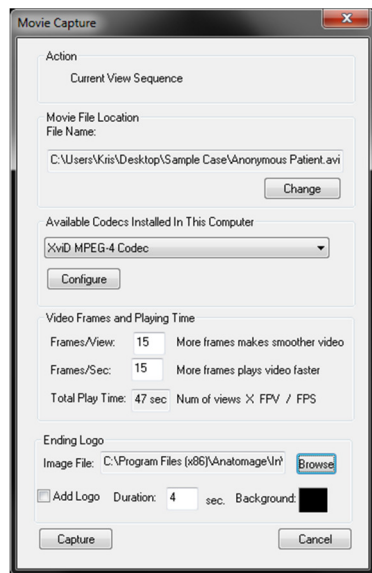 Movie Capture
Action
Current View Sequence
Movie File Location
File Name:
C:\Users\Kris\Desktop\Sample Case\Anonymous Patient.avi
Change
Available Codecs Installed In This Computer
XviD MPEG-4 Codec
Configure
Video Frames and Playing Time
Frames/View: 15 More frames makes smoother video
Frames/Sec: 15 More frames plays video faster
Total Play Time: 47 sec Num of views X FPV / FPS
Ending Logo
Image File: C:\Program Files (x86)\Anatomage\In\ Browse
Add Logo Duration: 4 sec. Background:
Capture Cancel